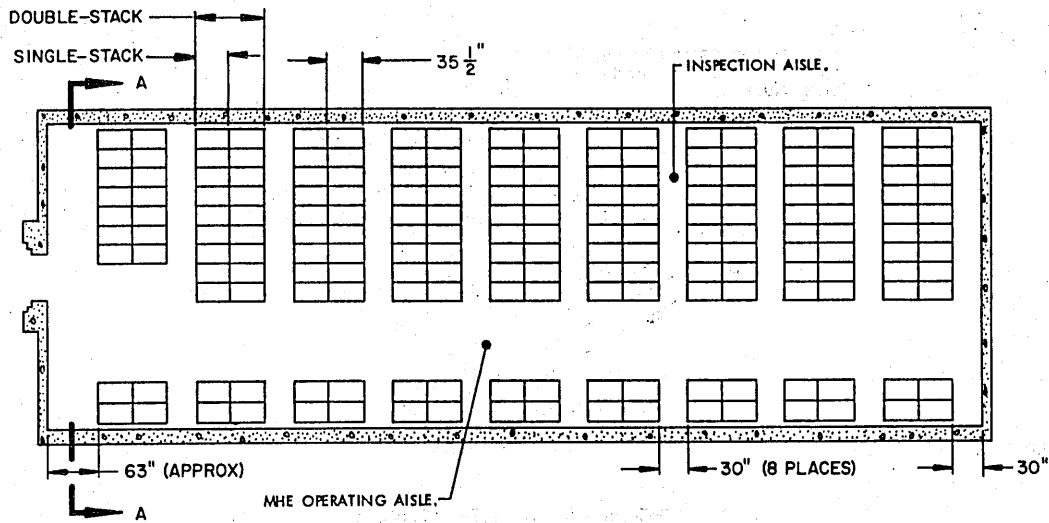 DOUBLE-STACK
SINGLE-STACK
35 1/2"
INSPECTION AISLE.
A
63" (APPROX)
30" (8 PLACES)
30"
MHE OPERATING AISLE.
A